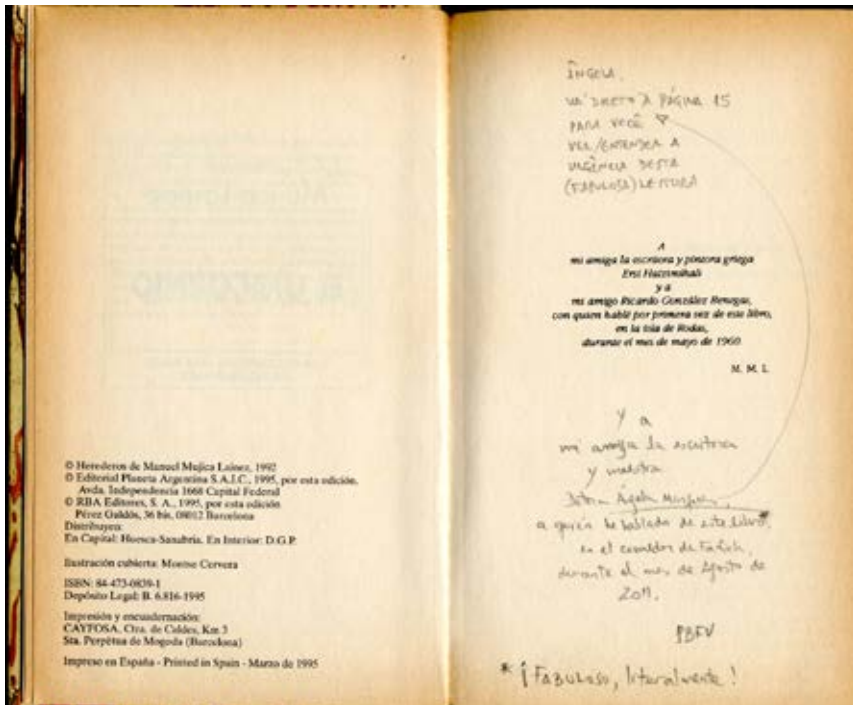 © Herederos de Manuel Mujica Lainez, 1992
© Editorial Planeta Argentina S.A.I.C., 1995, por esta edición.
Avda. Independencia 1668 Capital Federal
© RBA Editores, S. A., 1995, por esta edición
Pérez Galdós, 36 bis, 08012 Barcelona
Distribuyen:
En Capital: Huesca-Sanabria. En Interior: D.G.P.
Ilustración cubierta: Montse Cervera
ISBN: 84-473-0839-1
Depósito Legal: B. 6.816-1995
Impresión y encuadernación:
CAYFOSA, Ctra. de Caldes, Km 3
Sta. Perpètua de Mogoda (Barcelona)
Impreso en España - Printed in Spain - Marzo de 1995
ÂNGELA,
VÁ DIRETO À PÁGINA 15
PARA VOCÊ
VER/ENTENDER A
URGÊNCIA DESTA
(FABULOSA) LEITURA
A
mi amiga la escritora y pintora griega
Ersi Hatzimihali
y a
mi amigo Ricardo González Benegas,
con quien hablé por primera vez de este libro,
en la isla de Rodas,
durante el mes de mayo de 1960.
M. M. L.
y a
mi amiga la escritora
y maestra
Ângela
a quien he hablado de este libro*,
en el comedor de
durante el mes de Agosto de
2011.
PBFV
* ¡FABULOSO, literalmente!